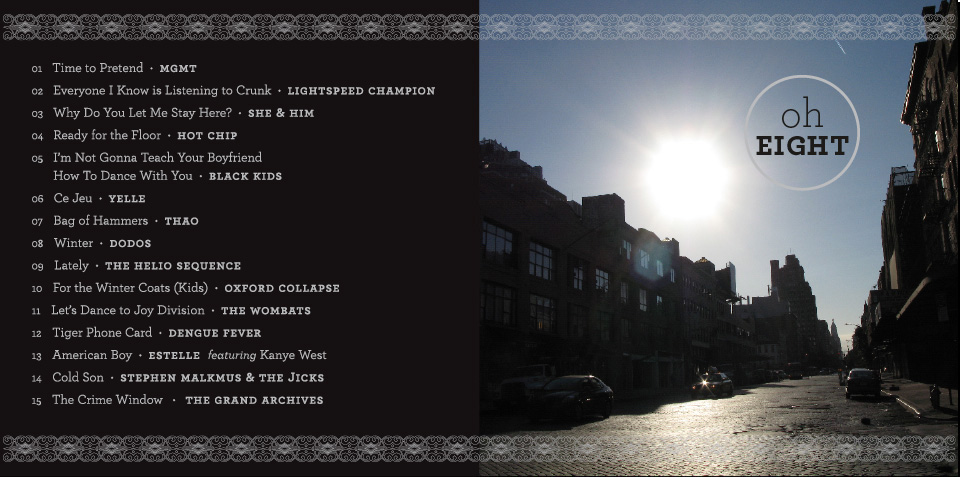 01 Time to Pretend · MGMT
02 Everyone I Know is Listening to Crunk · LIGHTSPEED CHAMPION
03 Why Do You Let Me Stay Here? · SHE & HIM
04 Ready for the Floor · HOT CHIP
05 I'm Not Gonna Teach Your Boyfriend
How To Dance With You · BLACK KIDS
06 Ce Jeu · YELLE
07 Bag of Hammers · THAO
08 Winter · DODOS
09 Lately · THE HELIO SEQUENCE
10 For the Winter Coats (Kids) · OXFORD COLLAPSE
11 Let's Dance to Joy Division · THE WOMBATS
12 Tiger Phone Card · DENGUE FEVER
13 American Boy · ESTELLE featuring Kanye West
14 Cold Son · STEPHEN MALKMUS & THE JICKS
15 The Crime Window · THE GRAND ARCHIVES
oh
EIGHT